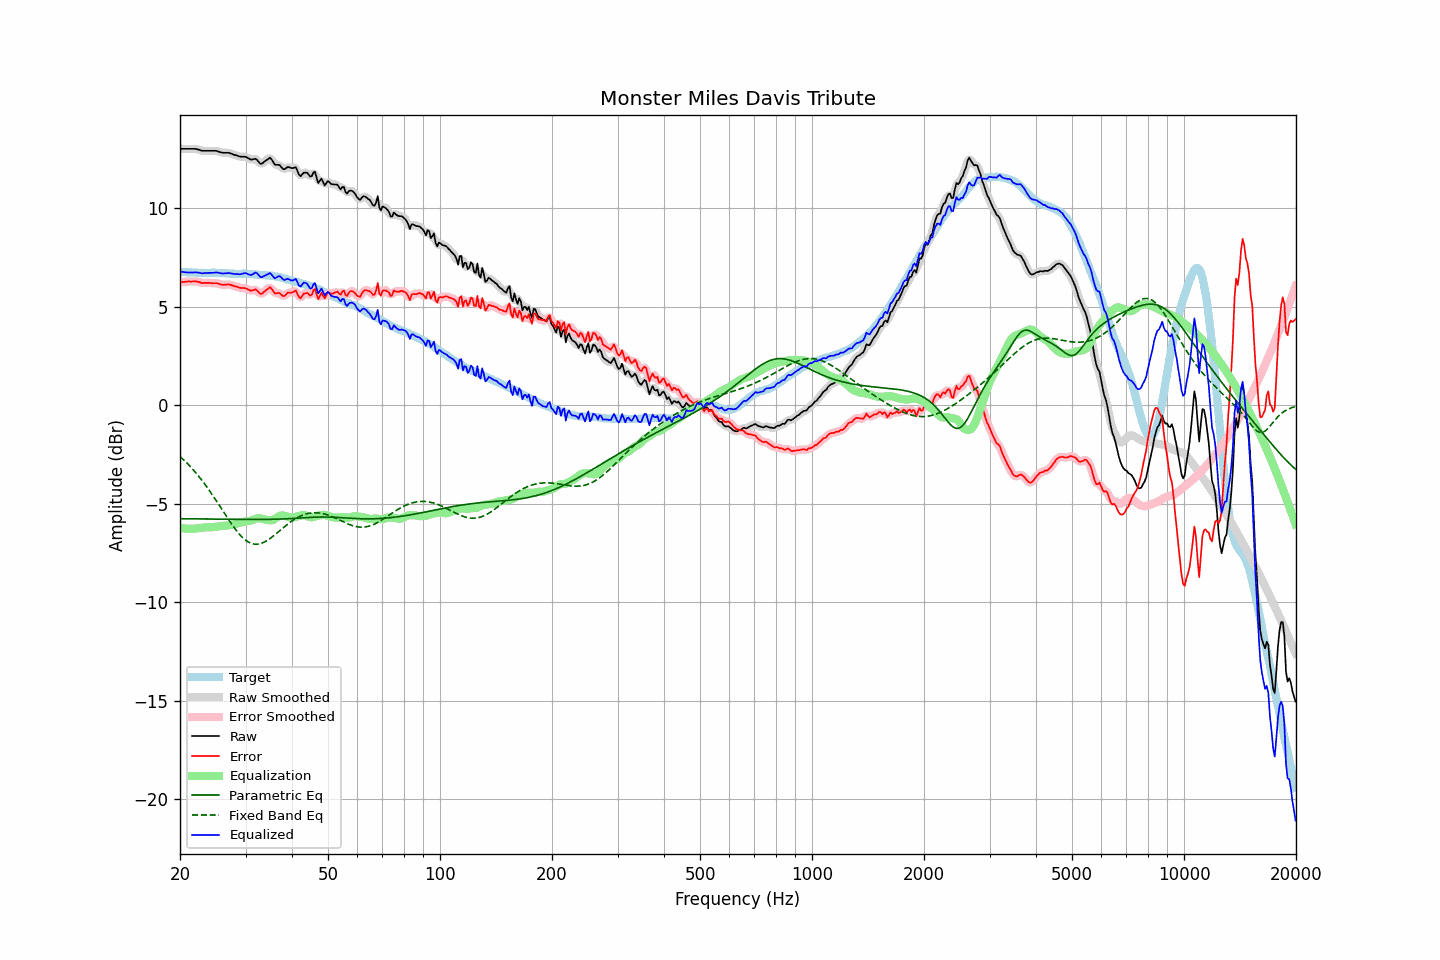 Monster Miles Davis Tribute
Amplitude (dBr)
10
5
0
−5
−10
−15
−20
Target
Raw Smoothed
Error Smoothed
Raw
Error
Equalization
Parametric Eq
Fixed Band Eq
Equalized
20
50
100
200
500
1000
2000
5000
10000
20000
Frequency (Hz)